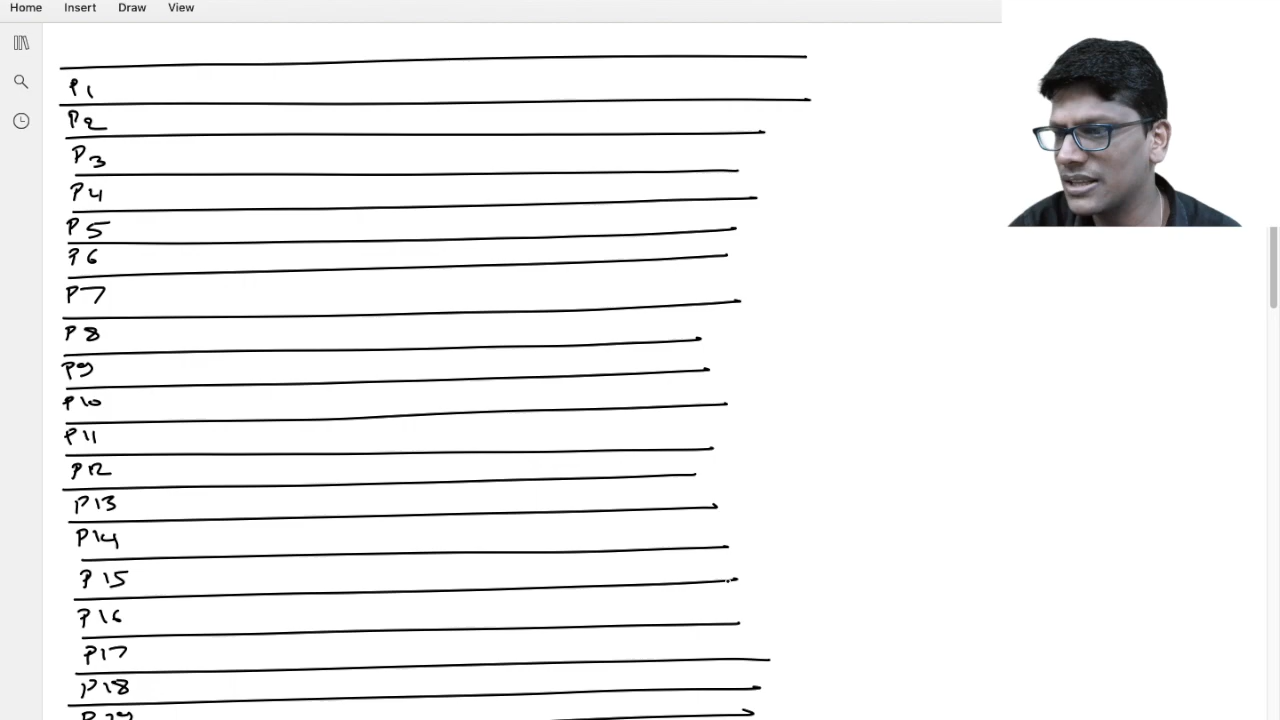 Home Insert Draw View
P1
P2
P3
P4
P5
P6
P7
P8
P9
P10
P11
P12
P13
P14
P15
P16
P17
P18